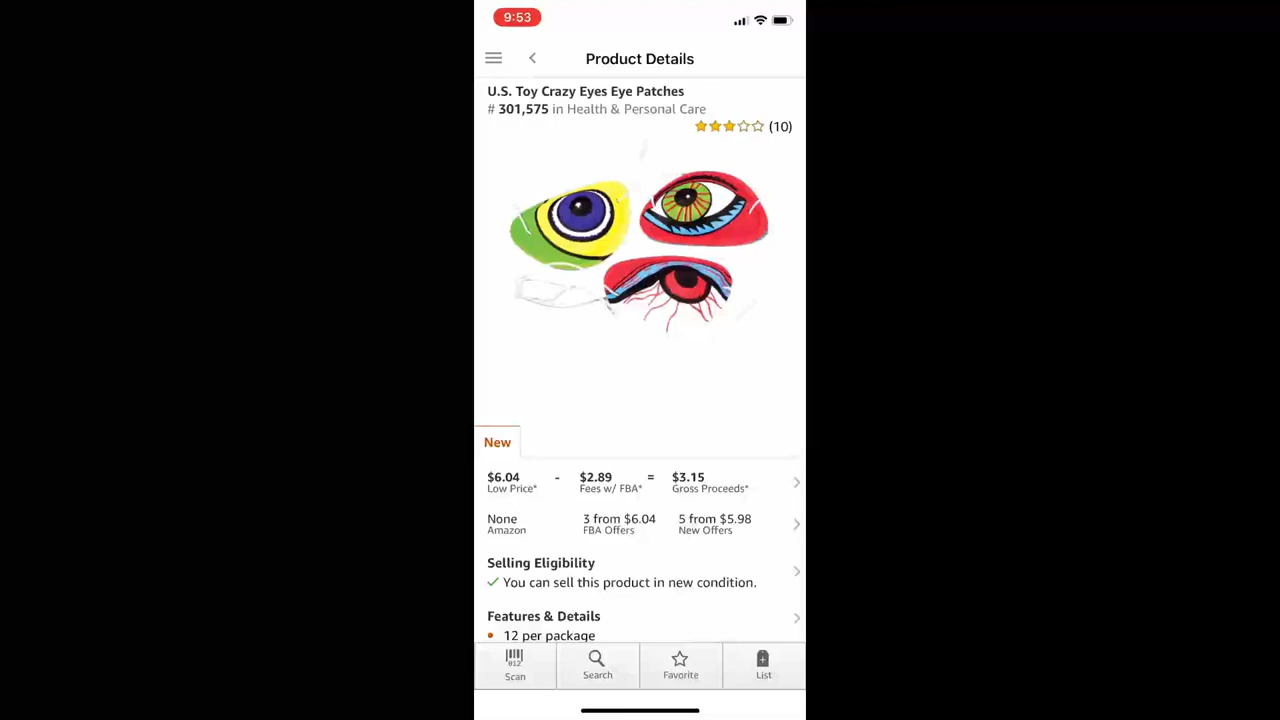 9:53
Product Details
U.S. Toy Crazy Eyes Eye Patches
# 301,575 in Health & Personal Care
(10)
New
$6.04 - $2.89 = $3.15
Low Price* Fees w/ FBA* Gross Proceeds*
None 3 from $6.04 5 from $5.98
Amazon FBA Offers New Offers
Selling Eligibility
You can sell this product in new condition.
Features & Details
12 per package
012
Scan Search Favorite List